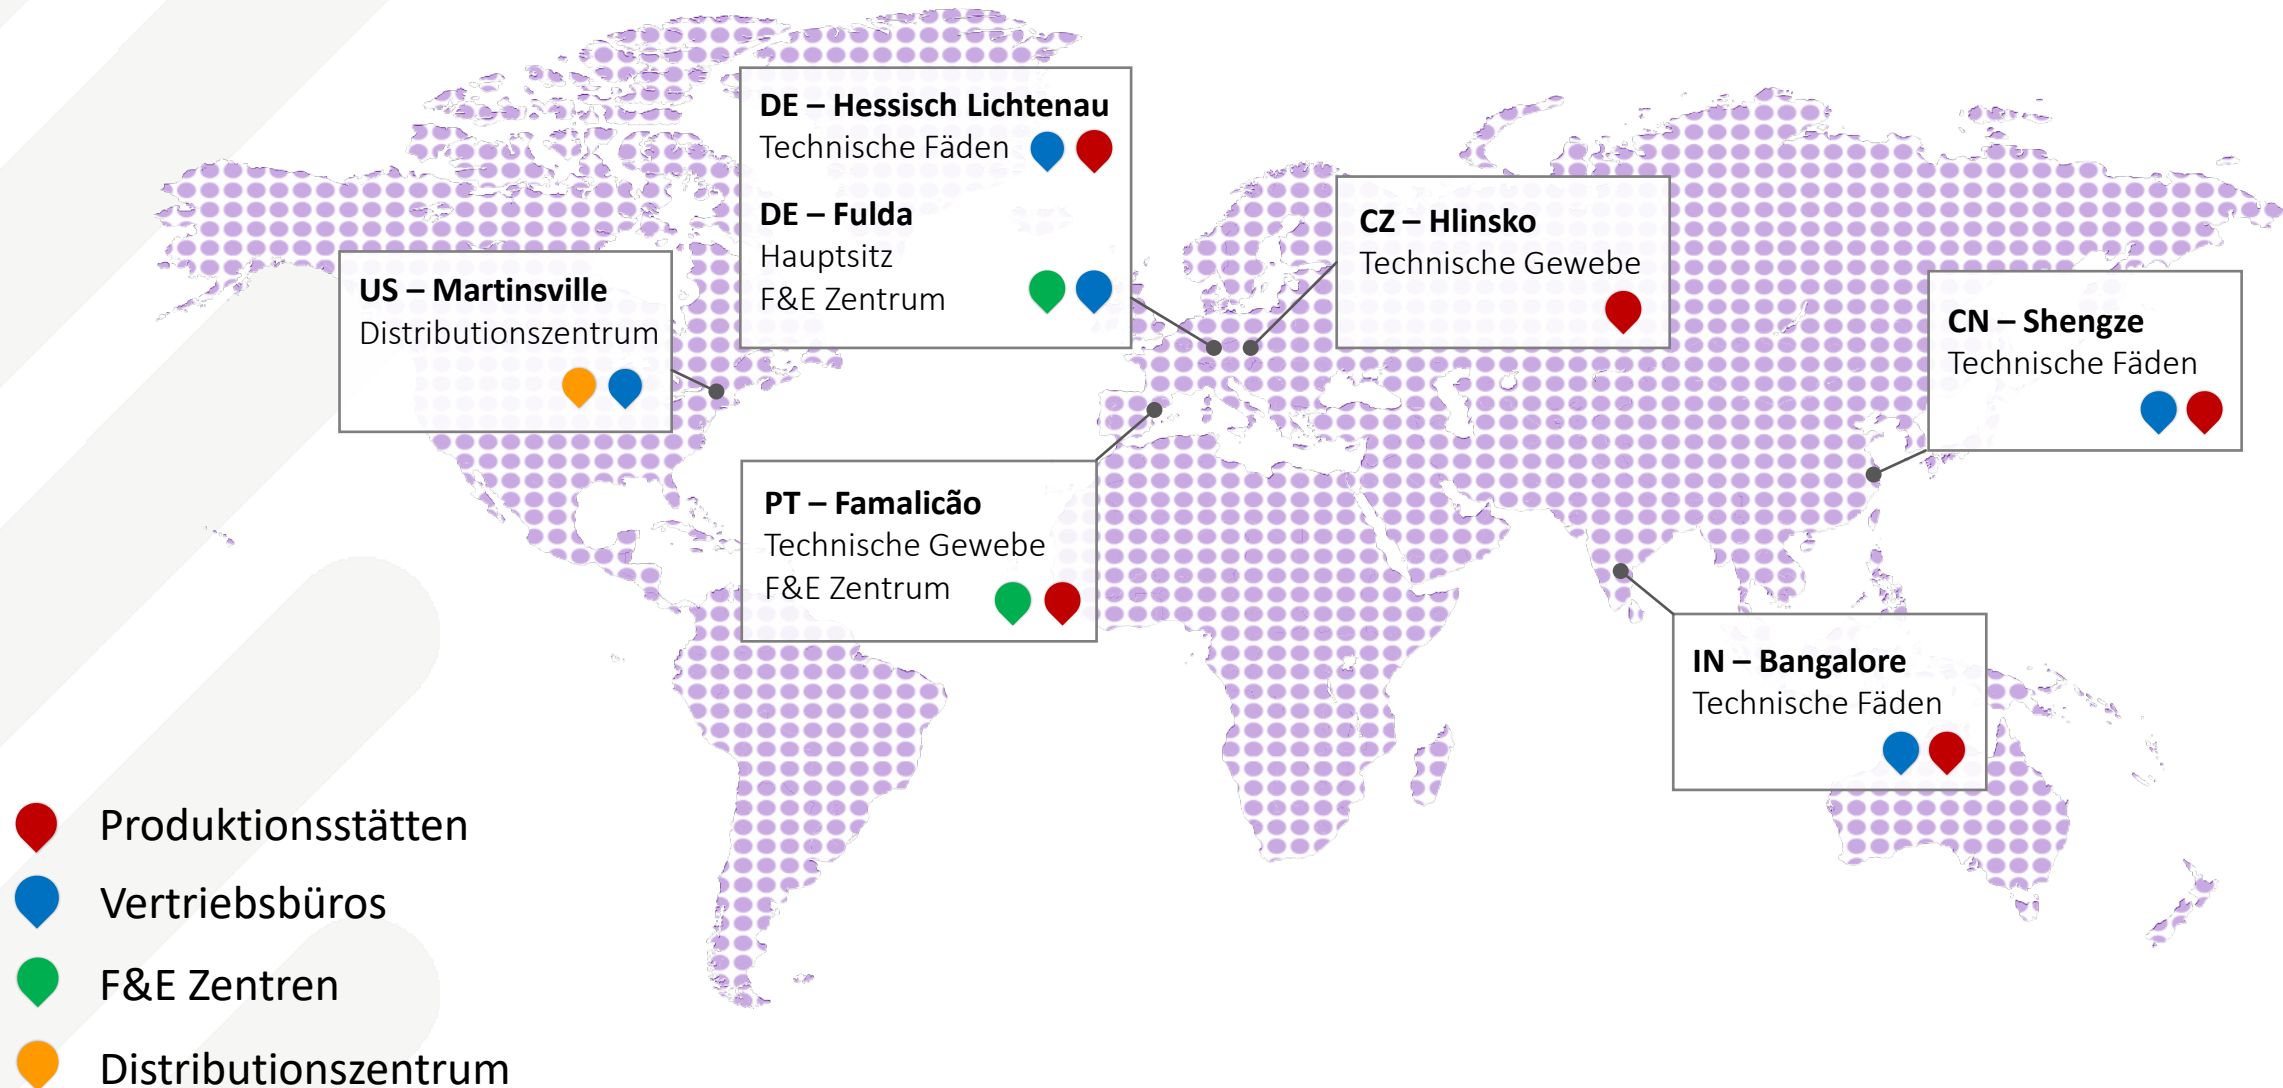 DE – Hessisch Lichtenau
Technische Fäden
DE – Fulda
Hauptsitz
F&E Zentrum
CZ – Hlinsko
Technische Gewebe
US – Martinsville
Distributionszentrum
CN – Shengze
Technische Fäden
PT – Famalicão
Technische Gewebe
F&E Zentrum
IN – Bangalore
Technische Fäden
Produktionsstätten
Vertriebsbüros
F&E Zentren
Distributionszentrum